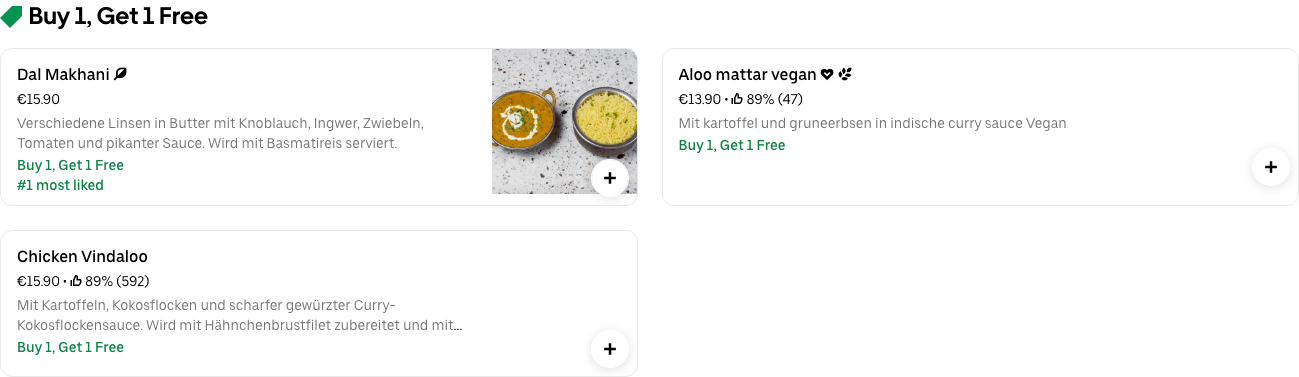 Buy 1, Get 1 Free
Dal Makhani
€15.90
Verschiedene Linsen in Butter mit Knoblauch, Ingwer, Zwiebeln,
Tomaten und pikanter Sauce. Wird mit Basmatireis serviert.
Buy 1, Get 1 Free
#1 most liked
Aloo mattar vegan
€13.90 • 89% (47)
Mit kartoffel und gruneerbsen in indische curry sauce Vegan
Buy 1, Get 1 Free
Chicken Vindaloo
€15.90 • 89% (592)
Mit Kartoffeln, Kokosflocken und scharfer gewürzter Curry-
Kokosflockensauce. Wird mit Hähnchenbrustfilet zubereitet und mit...
Buy 1, Get 1 Free